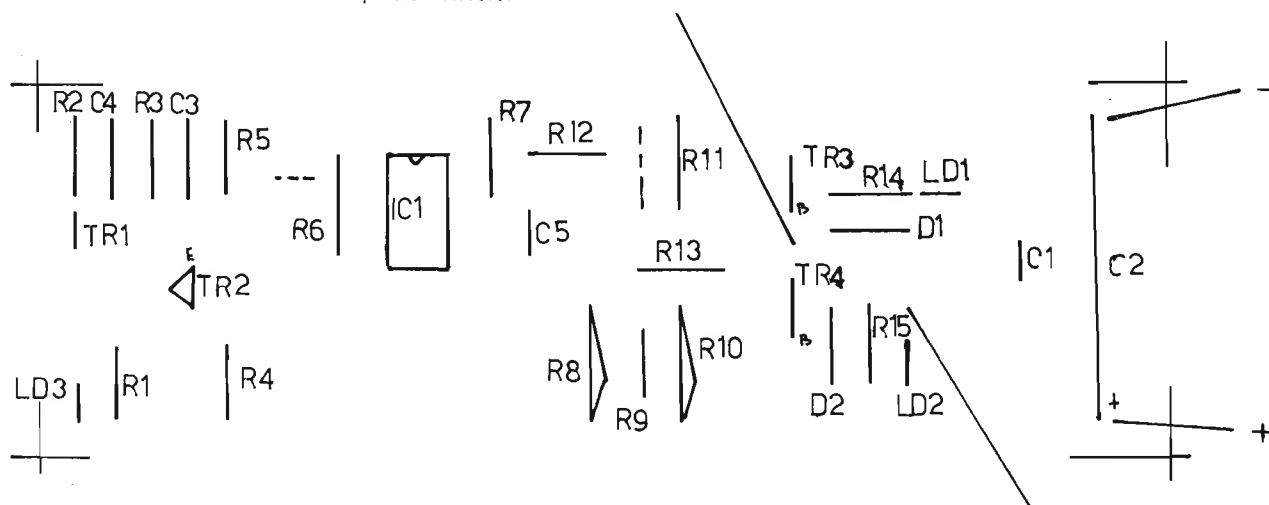 R2 C4 R3 C3
R5
R7
R12
R11
TR3
R14 LD1
-
IC1
B
TR1
R6
C5
D1
E
R13
C1
C2
TR2
TR4
B
R15
R8
R10
LD3
R1
R4
R9
D2
LD2
+
+